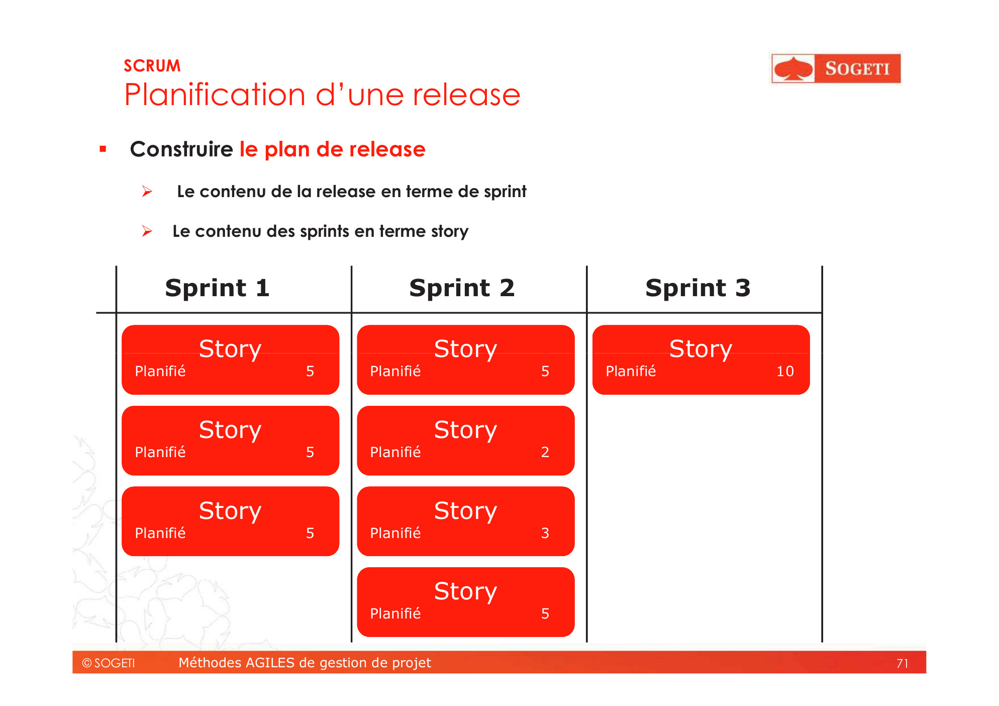 SCRUM
SOGETI
Planification d’une release
▪ Construire le plan de release
➢ Le contenu de la release en terme de sprint
➢ Le contenu des sprints en terme story
Sprint 1 Sprint 2 Sprint 3
Story Story Story
Planifié 5 Planifié 5 Planifié 10
Story Story
Planifié 5 Planifié 2
Story Story
Planifié 5 Planifié 3
Story
Planifié 5
© SOGETI Méthodes AGILES de gestion de projet 71